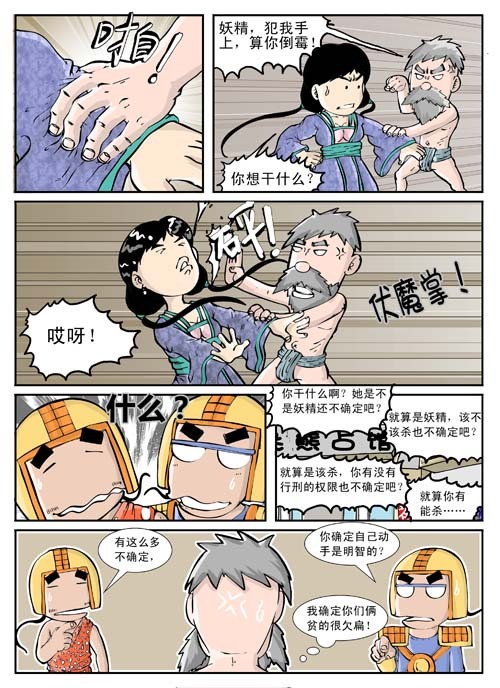 啪！
妖精，犯我手
上，算你倒霉！
你想干什么？
砰！
哎呀！
伏魔掌！
什么？
你干什么啊？她是不
是妖精还不确定吧？
就算是妖精，该不
该杀也不确定吧？
就算是该杀，你有没有
行刑的权限也不确定吧？
就算你有
能杀……
占馆
有这么多
不确定，
你确定自己动
手是明智的？
我确定你们俩
贫的很欠扁！